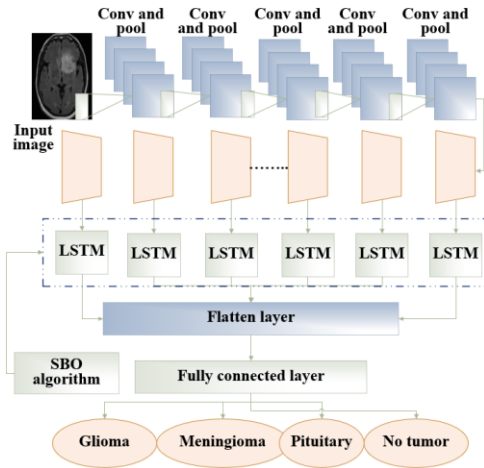 Conv and pool
Conv and pool
Conv and pool
Conv and pool
Conv and pool
Input image
LSTM
LSTM
LSTM
LSTM
LSTM
LSTM
Flatten layer
SBO algorithm
Fully connected layer
Glioma
Meningioma
Pituitary
No tumor